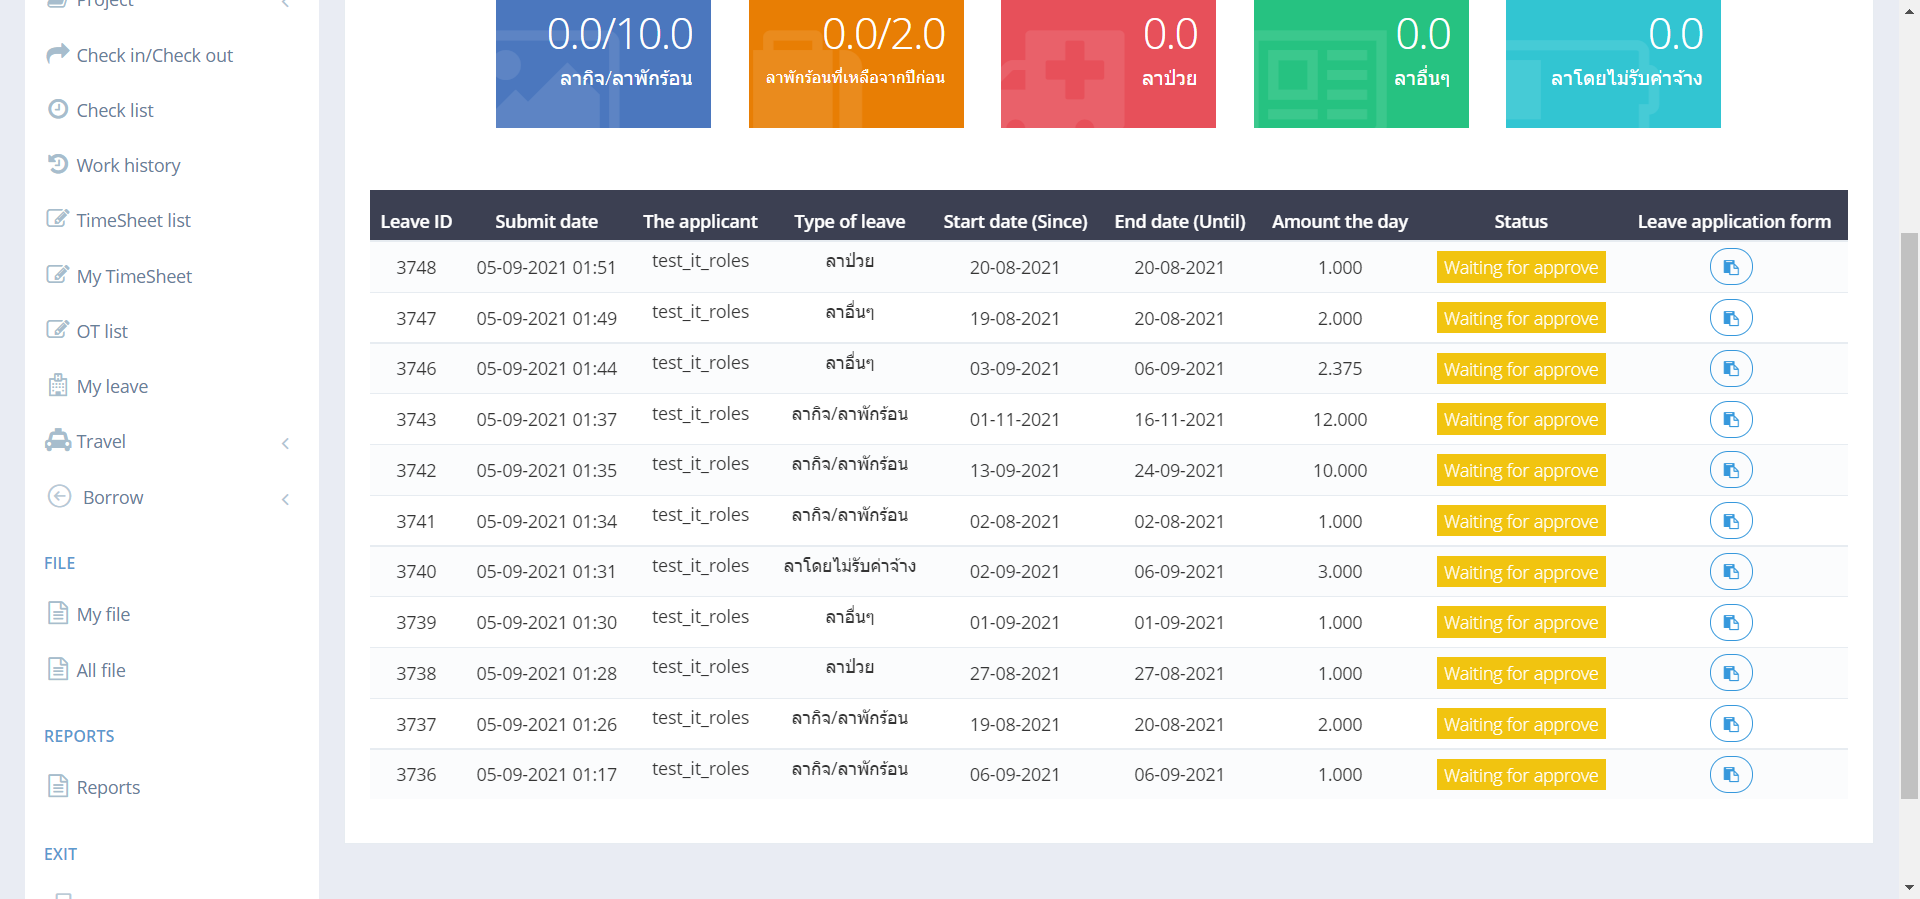 Project
Check in/Check out
Check list
Work history
TimeSheet list
My TimeSheet
OT list
My leave
Travel
Borrow
FILE
My file
All file
REPORTS
Reports
EXIT
0.0/10.0
ลากิจ/ลาพักร้อน
0.0/2.0
ลาพักร้อนที่เหลือจากปีก่อน
0.0
ลาป่วย
0.0
ลาอื่นๆ
0.0
ลาโดยไม่รับค่าจ้าง
Leave ID Submit date The applicant Type of leave Start date (Since) End date (Until) Amount the day Status Leave application form
3748 05-09-2021 01:51 test_it_roles ลาป่วย 20-08-2021 20-08-2021 1.000 Waiting for approve
3747 05-09-2021 01:49 test_it_roles ลาอื่นๆ 19-08-2021 20-08-2021 2.000 Waiting for approve
3746 05-09-2021 01:44 test_it_roles ลาอื่นๆ 03-09-2021 06-09-2021 2.375 Waiting for approve
3743 05-09-2021 01:37 test_it_roles ลากิจ/ลาพักร้อน 01-11-2021 16-11-2021 12.000 Waiting for approve
3742 05-09-2021 01:35 test_it_roles ลากิจ/ลาพักร้อน 13-09-2021 24-09-2021 10.000 Waiting for approve
3741 05-09-2021 01:34 test_it_roles ลากิจ/ลาพักร้อน 02-08-2021 02-08-2021 1.000 Waiting for approve
3740 05-09-2021 01:31 test_it_roles ลาโดยไม่รับค่าจ้าง 02-09-2021 06-09-2021 3.000 Waiting for approve
3739 05-09-2021 01:30 test_it_roles ลาอื่นๆ 01-09-2021 01-09-2021 1.000 Waiting for approve
3738 05-09-2021 01:28 test_it_roles ลาป่วย 27-08-2021 27-08-2021 1.000 Waiting for approve
3737 05-09-2021 01:26 test_it_roles ลากิจ/ลาพักร้อน 19-08-2021 20-08-2021 2.000 Waiting for approve
3736 05-09-2021 01:17 test_it_roles ลากิจ/ลาพักร้อน 06-09-2021 06-09-2021 1.000 Waiting for approve